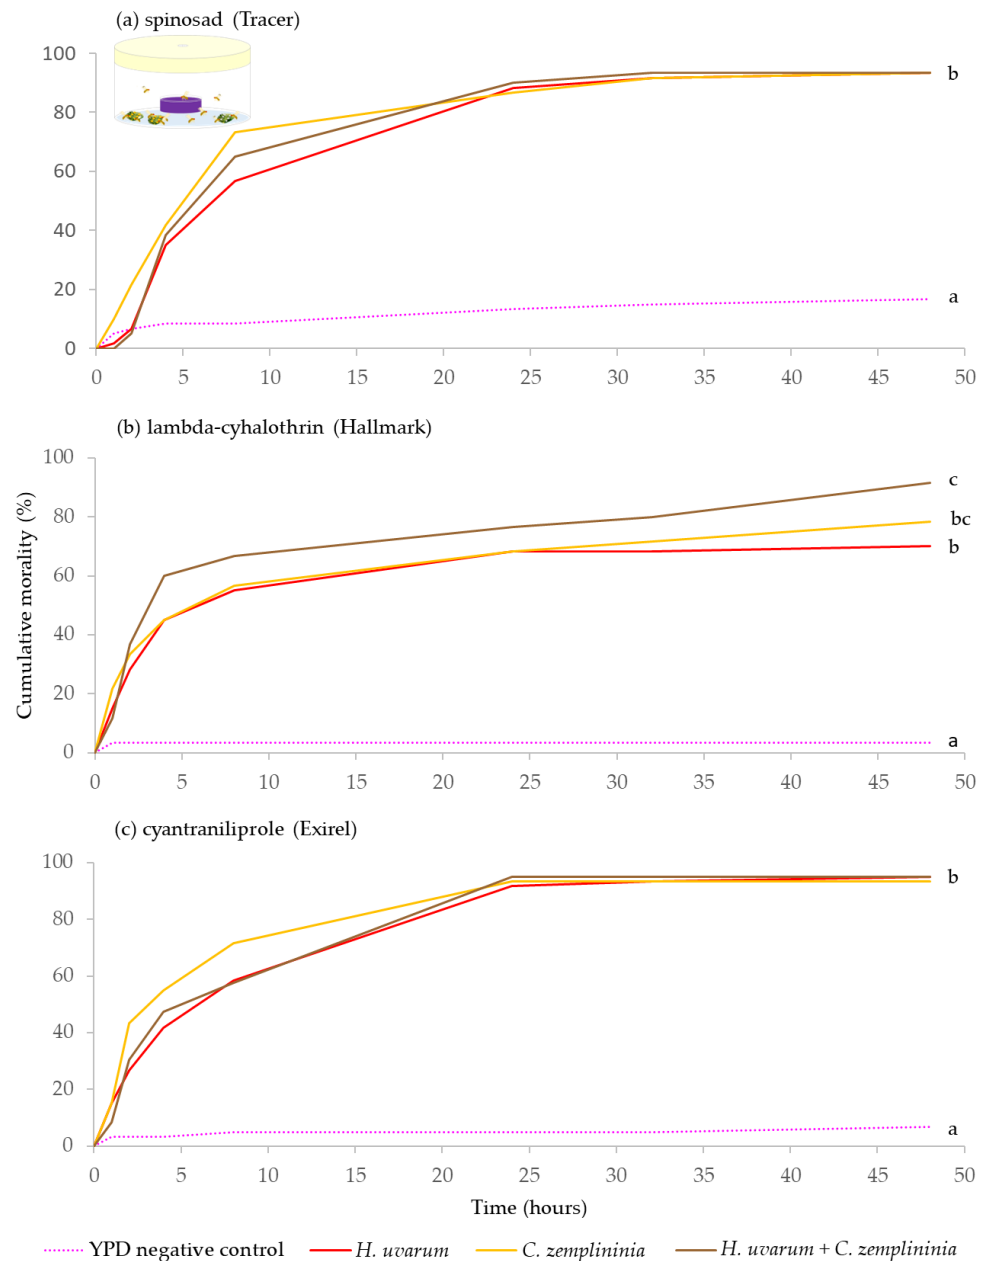 (a) spinosad (Tracer)
100
80
60
40
20
0
b
a
0 5 10 15 20 25 30 35 40 45 50
(b) lambda-cyhalothrin (Hallmark)
Cumulative morality (%)
100
80
60
40
20
0
c
bc
b
a
0 5 10 15 20 25 30 35 40 45 50
(c) cyantraniliprole (Exirel)
100
80
60
40
20
0
b
a
0 5 10 15 20 25 30 35 40 45 50
Time (hours)
YPD negative control H. uvarum C. zemplininia H. uvarum + C. zemplininia